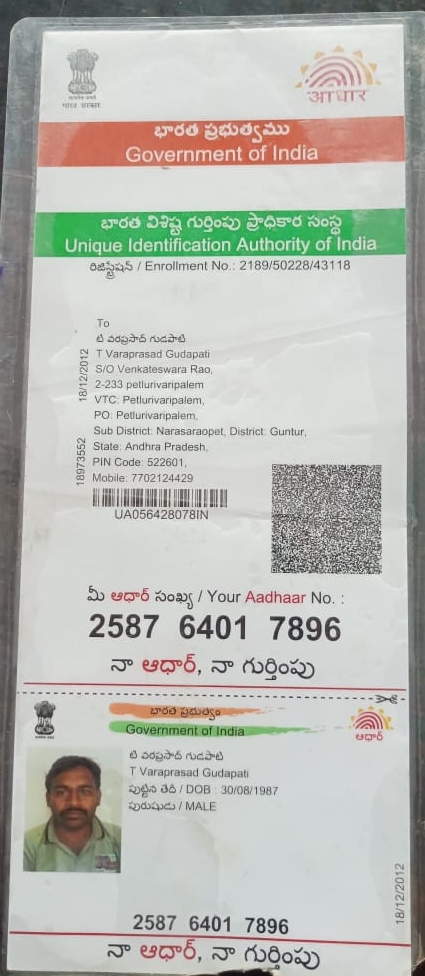 भारत सरकार
आधार
భారత ప్రభుత్వము
Government of India
భారత విశిష్ట గుర్తింపు ప్రాధికార సంస్థ
Unique Identification Authority of India
రిజిస్ట్రేషన్ / Enrollment No.: 2189/50228/43118
18/12/2012
18973552
To
టి వరప్రసాద్ గుడపాటి
T Varaprasad Gudapati
S/O Venkateswara Rao,
2-233 petlurivaripalem
VTC: Petlurivaripalem,
PO: Petlurivaripalem,
Sub District: Narasaraopet, District: Guntur,
State: Andhra Pradesh,
PIN Code: 522601,
Mobile: 7702124429
UA056428078IN
మీ ఆధార్ సంఖ్య / Your Aadhaar No. :
2587 6401 7896
నా ఆధార్, నా గుర్తింపు
భారత ప్రభుత్వం
Government of India
ఆధార్
టి వరప్రసాద్ గుడపాటి
T Varaprasad Gudapati
పుట్టిన తేదీ / DOB : 30/08/1987
పురుషుడు / MALE
18/12/2012
2587 6401 7896
నా ఆధార్, నా గుర్తింపు